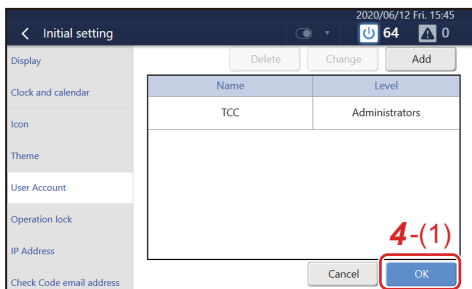 2020/06/12 Fri. 15:45
< Initial setting
64
0
Display
Clock and calendar
Icon
Theme
User Account
Operation lock
IP Address
Check Code email address
Delete Change Add
Name Level
TCC Administrators
4-(1)
Cancel OK